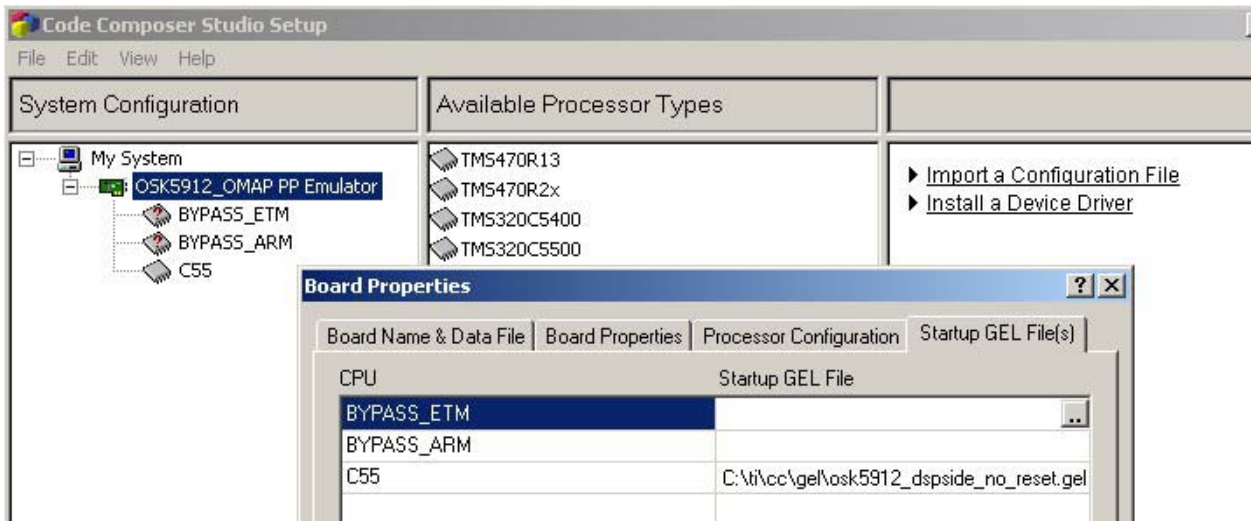 Code Composer Studio Setup
File Edit View Help
System Configuration
Available Processor Types
My System
OSK5912_OMAP PP Emulator
BYPASS_ETM
BYPASS_ARM
C55
TMS470R13
TMS470R2x
TMS320C5400
TMS320C5500
Import a Configuration File
Install a Device Driver
Board Properties
Board Name & Data File Board Properties Processor Configuration Startup GEL File(s)
CPU Startup GEL File
BYPASS_ETM ..
BYPASS_ARM
C55 C:\ti\cc\gel\osk5912_dspside_no_reset.gel